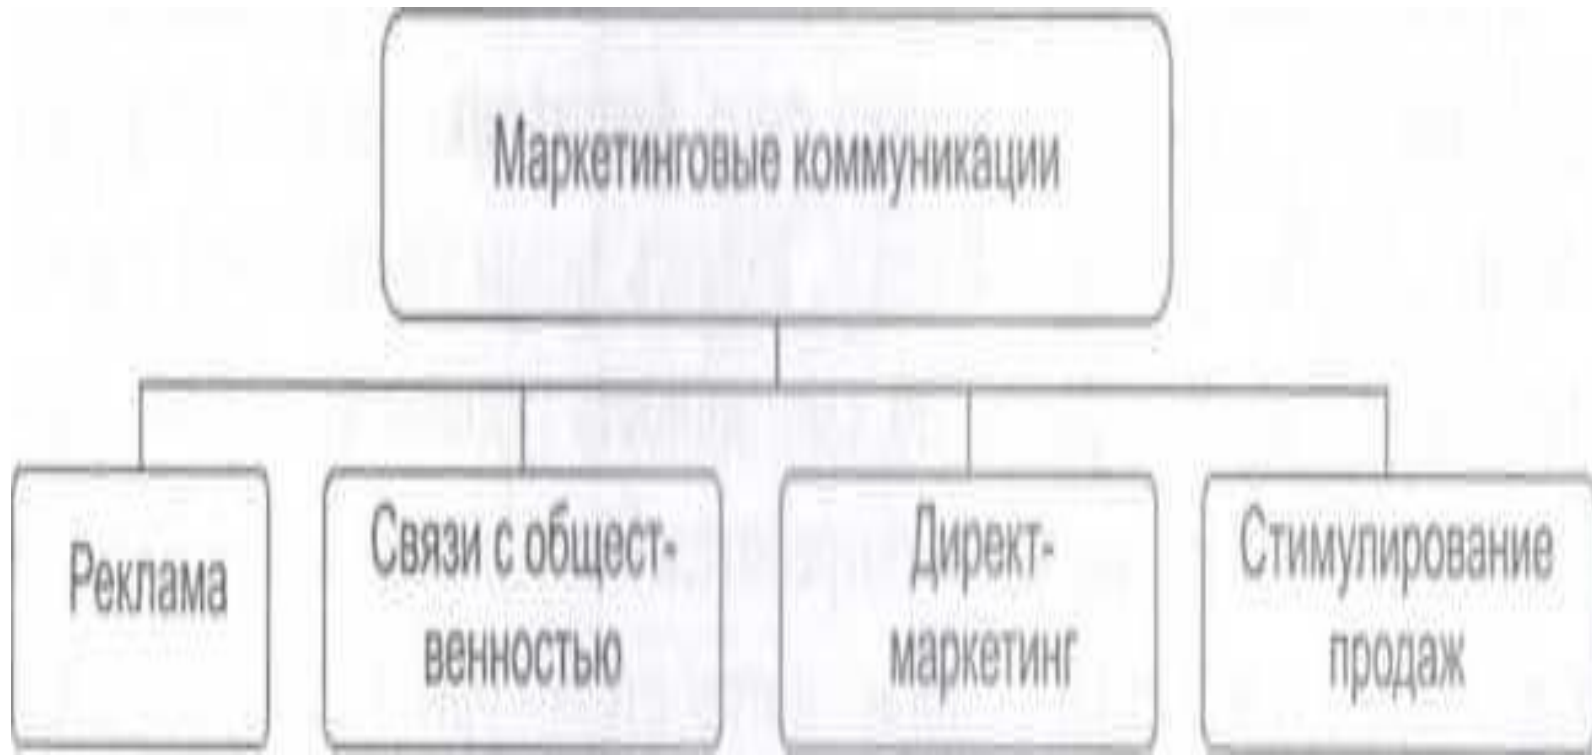 Маркетинговые коммуникации
Реклама
Связи с общест-
венностью
Директ-
маркетинг
Стимулирование
продаж